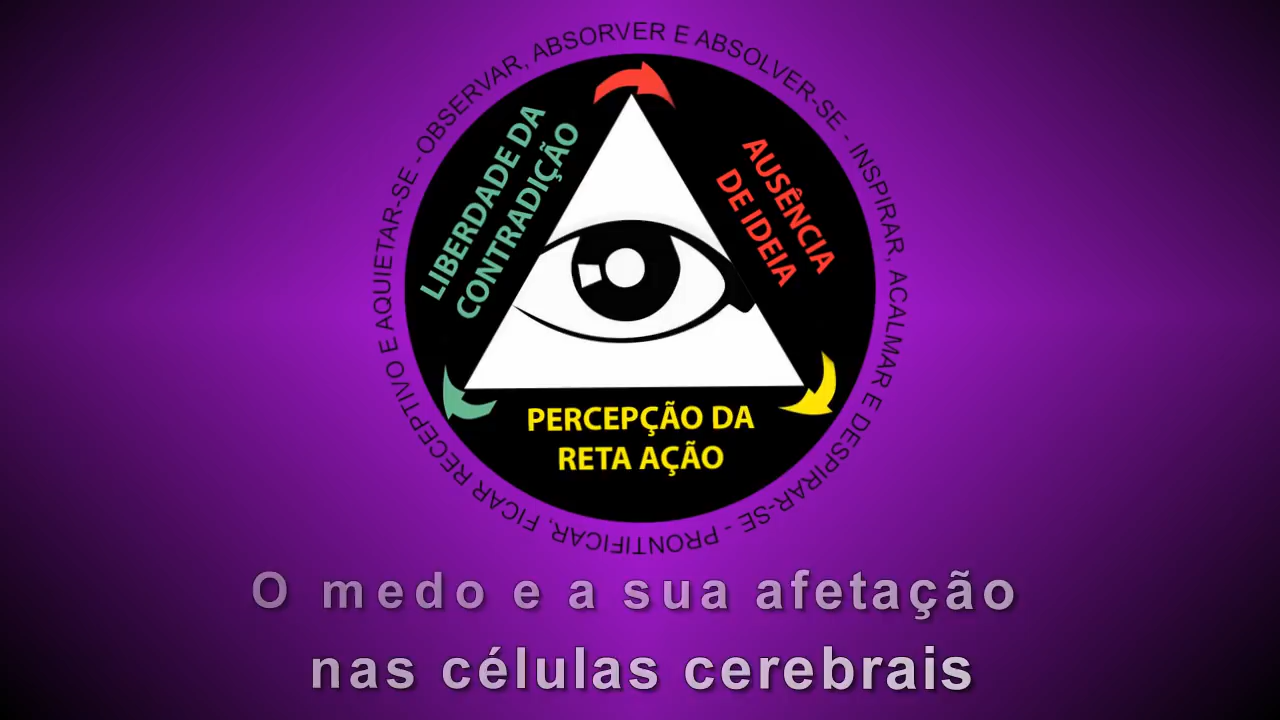 OBSERVAR, ABSORVER E ABSOLVER-SE - INSPIRAR, ACALMAR E DESPIRAR-SE - PRONTIFICAR, FICAR RECEPTIVO E AQUIETAR-SE -
LIBERDADE DA
CONTRADIÇÃO
AUSÊNCIA
DE IDEIA
PERCEPÇÃO DA
RETA AÇÃO
O medo e a sua afetação
nas células cerebrais